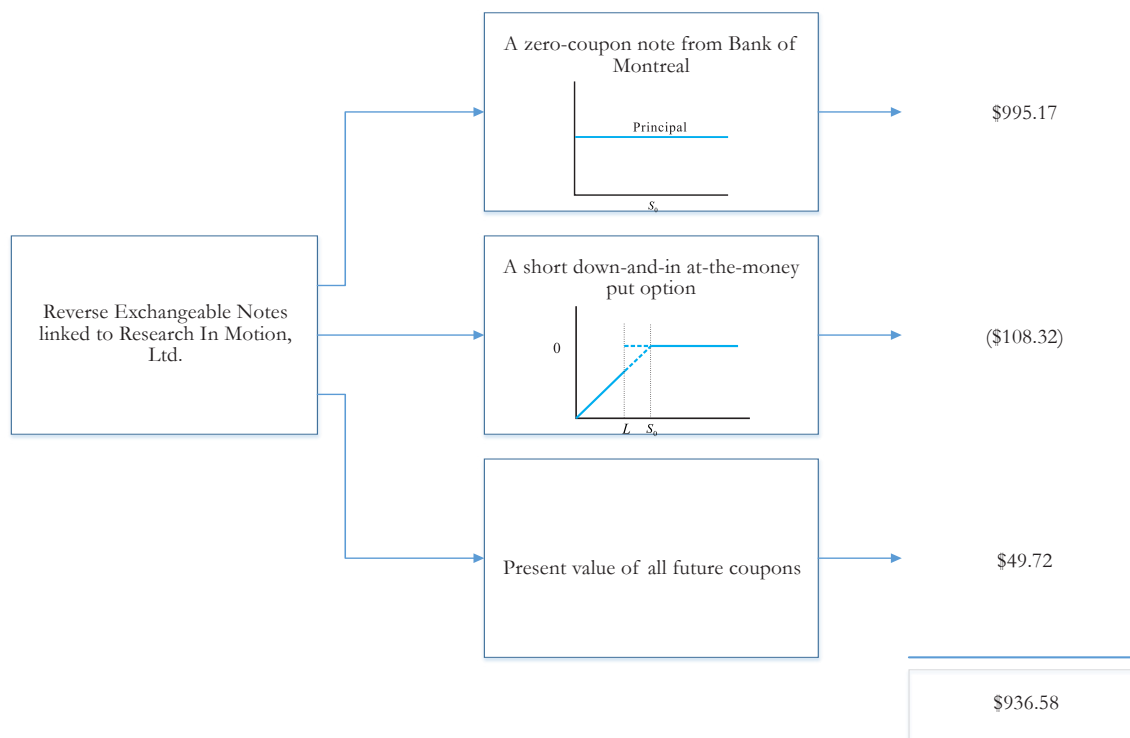 Reverse Exchangeable Notes
linked to Research In Motion,
Ltd.
A zero-coupon note from Bank of
Montreal
Principal
S₀
$995.17
A short down-and-in at-the-money
put option
0
L S₀
($108.32)
Present value of all future coupons
$49.72
$936.58